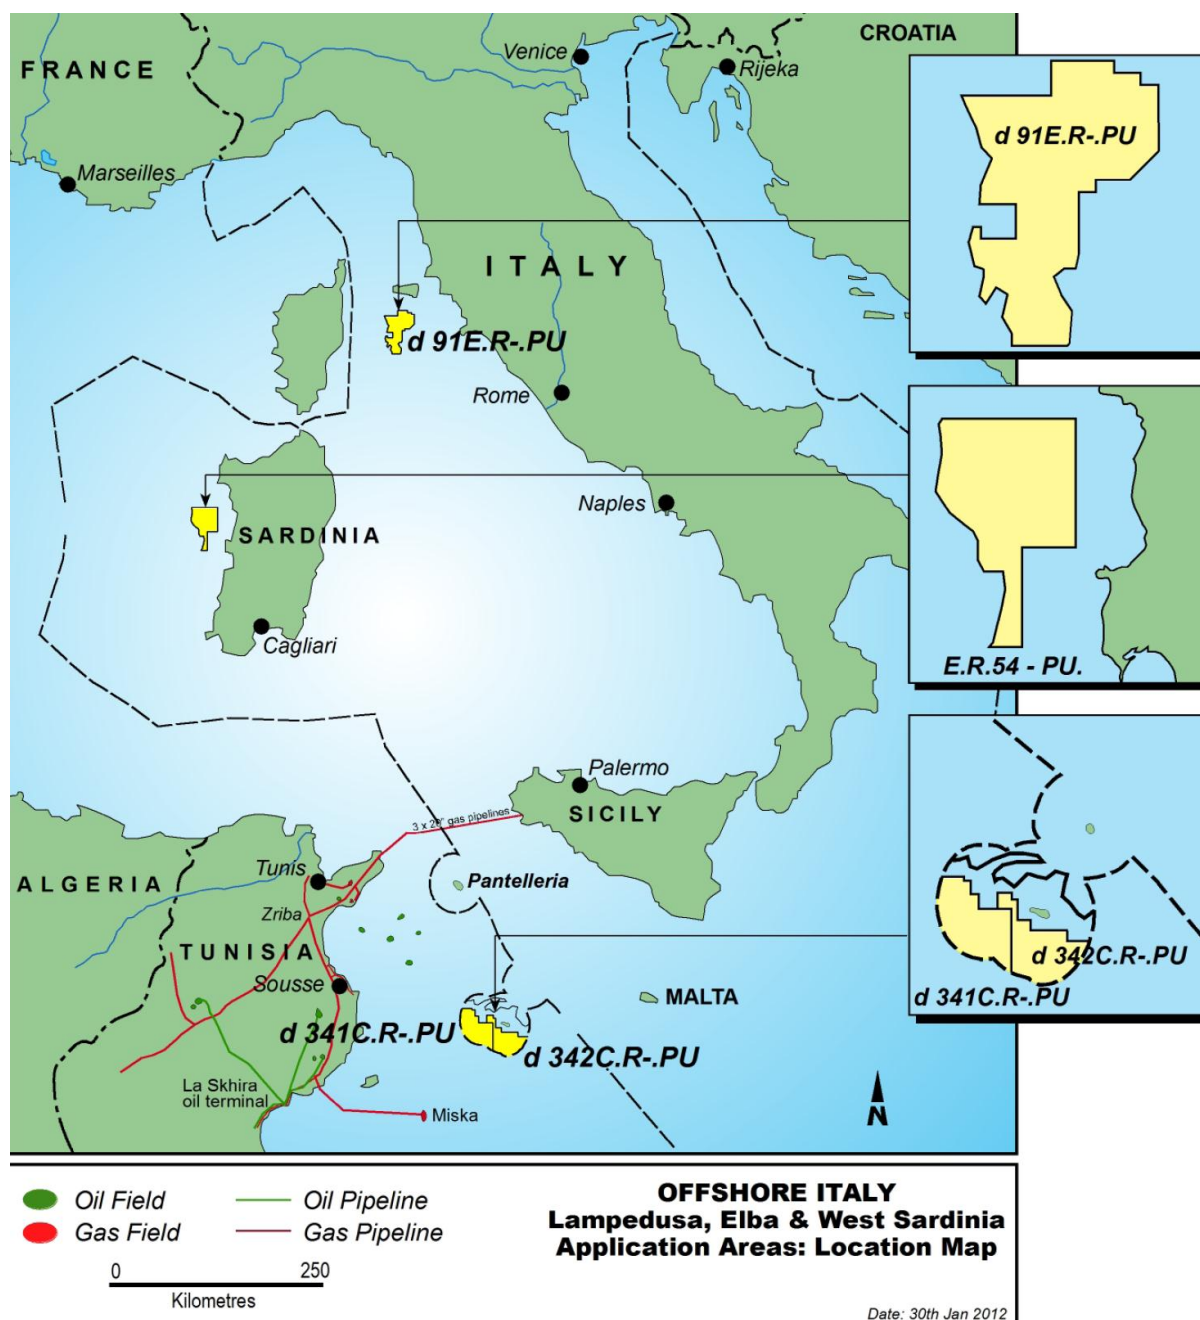 CROATIA
Venice
Rijeka
FRANCE
Marseilles
d 91E.R-.PU
ITALY
d 91E.R-.PU
Rome
Naples
SARDINIA
Cagliari
E.R.54 - PU.
Palermo
SICILY
3 x 26" gas pipelines
Tunis
ALGERIA
Pantelleria
Zriba
TUNISIA
Sousse
MALTA
d 342C.R-.PU
d 341C.R-.PU
d 341C.R-.PU
d 342C.R-.PU
La Skhira
oil terminal
Miska
N
Oil Field
Oil Pipeline
Gas Field
Gas Pipeline
0 250
Kilometres
OFFSHORE ITALY
Lampedusa, Elba & West Sardinia
Application Areas: Location Map
Date: 30th Jan 2012